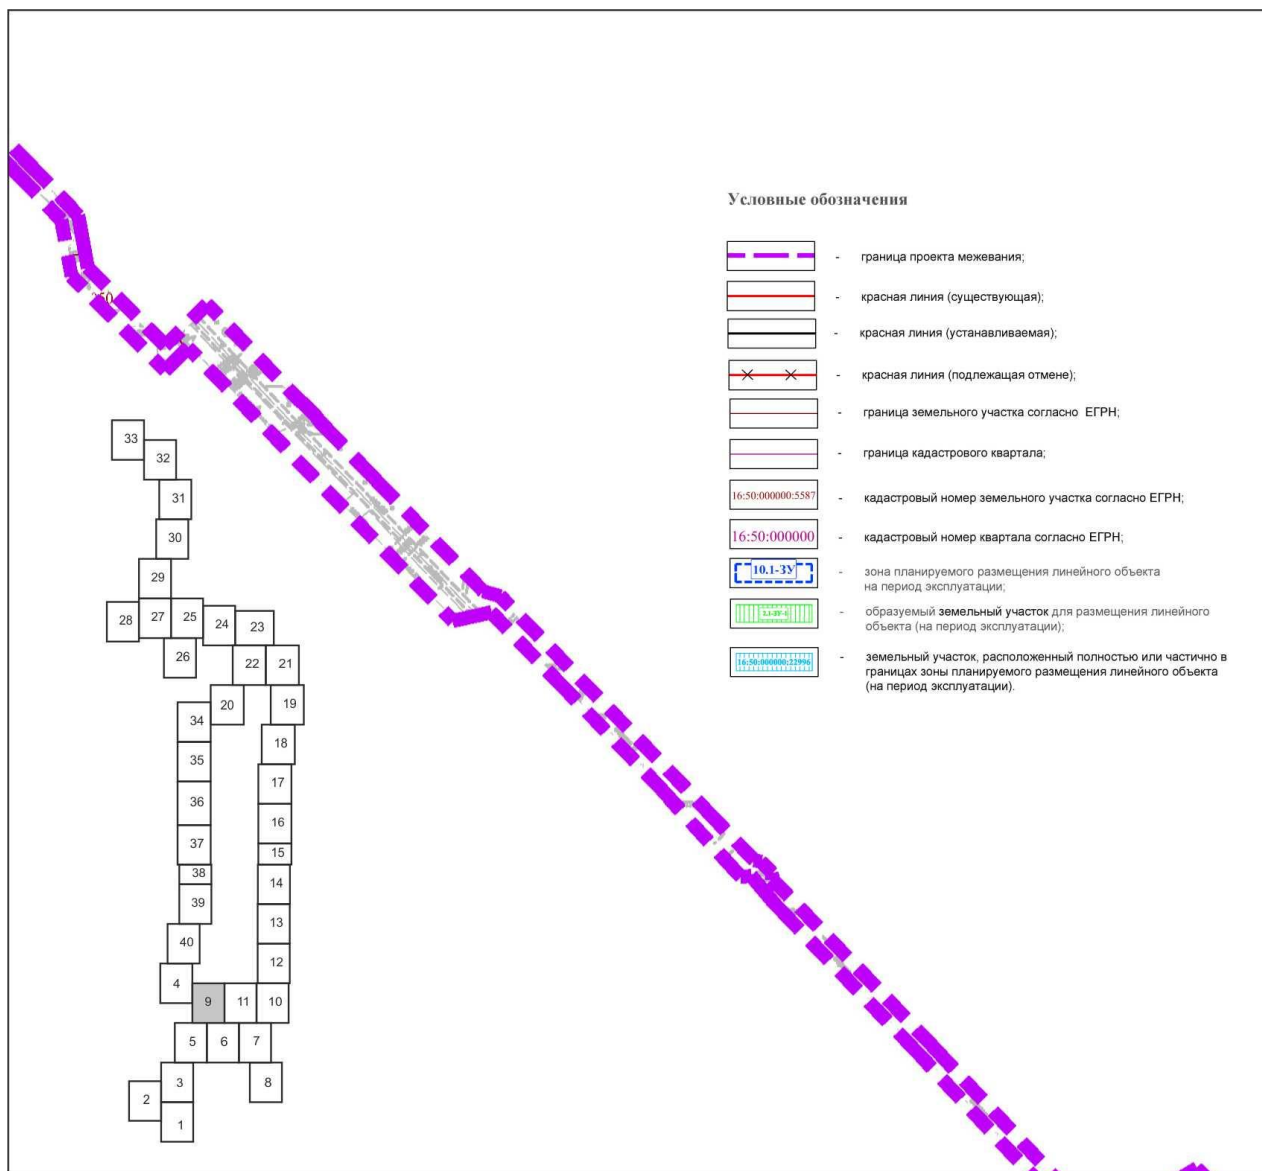 Условные обозначения
- граница проекта межевания;
- красная линия (существующая);
- красная линия (устанавливаемая);
- красная линия (подлежащая отмене);
- граница земельного участка согласно ЕГРН;
- граница кадастрового квартала;
16:50:000000:5587 - кадастровый номер земельного участка согласно ЕГРН;
16:50:000000 - кадастровый номер квартала согласно ЕГРН;
10.1-ЗУ - зона планируемого размещения линейного объекта
на период эксплуатации;
- образуемый земельный участок для размещения линейного
объекта (на период эксплуатации);
16:50:000000:22996 - земельный участок, расположенный полностью или частично в
границах зоны планируемого размещения линейного объекта
(на период эксплуатации).
33
32
31
30
29
28 27 25 24 23
26 22 21
20 19
34
18
35
17
36
16
37
15
38
14
39
13
40
12
4
9 11 10
5 6 7
3 8
2
1